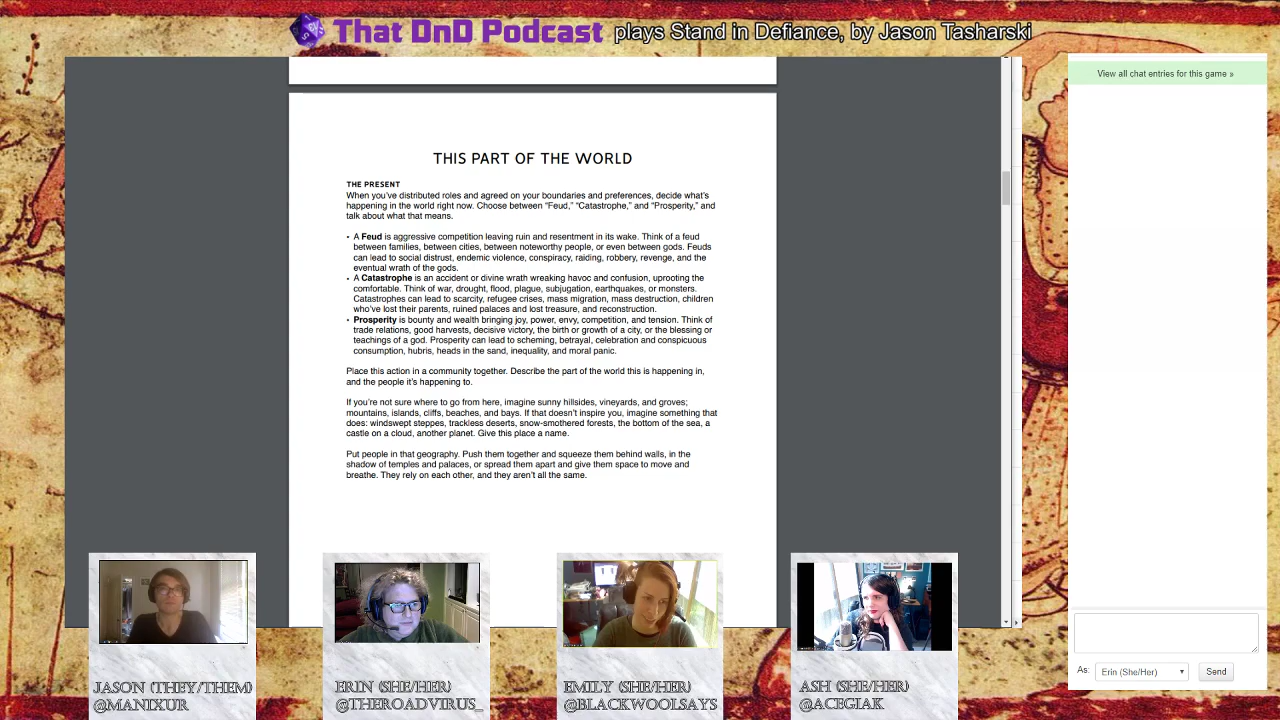 That DnD Podcast plays Stand in Defiance, by Jason Tasharski
View all chat entries for this game »
THIS PART OF THE WORLD
THE PRESENT
When you've distributed roles and agreed on your boundaries and preferences, decide what's
happening in the world right now. Choose between "Feud," "Catastrophe," and "Prosperity," and
talk about what that means.
• A Feud is aggressive competition leaving ruin and resentment in its wake. Think of a feud
between families, between cities, between noteworthy people, or even between gods. Feuds
can lead to social distrust, endemic violence, conspiracy, raiding, robbery, revenge, and the
eventual wrath of the gods.
• A Catastrophe is an accident or divine wrath wreaking havoc and confusion, uprooting the
comfortable. Think of war, drought, flood, plague, subjugation, earthquakes, or monsters.
Catastrophes can lead to scarcity, refugee crises, mass migration, mass destruction, children
who've lost their parents, ruined palaces and lost treasure, and reconstruction.
• Prosperity is bounty and wealth bringing joy, power, envy, competition, and tension. Think of
trade relations, good harvests, decisive victory, the birth or growth of a city, or the blessing or
teachings of a god. Prosperity can lead to scheming, betrayal, celebration and conspicuous
consumption, hubris, heads in the sand, inequality, and moral panic.
Place this action in a community together. Describe the part of the world this is happening in,
and the people it's happening to.
If you're not sure where to go from here, imagine sunny hillsides, vineyards, and groves;
mountains, islands, cliffs, beaches, and bays. If that doesn't inspire you, imagine something that
does: windswept steppes, trackless deserts, snow-smothered forests, the bottom of the sea, a
castle on a cloud, another planet. Give this place a name.
Put people in that geography. Push them together and squeeze them behind walls, in the
shadow of temples and palaces, or spread them apart and give them space to move and
breathe. They rely on each other, and they aren't all the same.
As: Erin (She/Her) Send
JASON (THEY/THEM)
@MANIXUR
ERIN (SHE/HER)
@THEROADVIRUS_
EMILY (SHE/HER)
@BLACKWOOLSAYS
ASH (SHE/HER)
@ACEGIAK